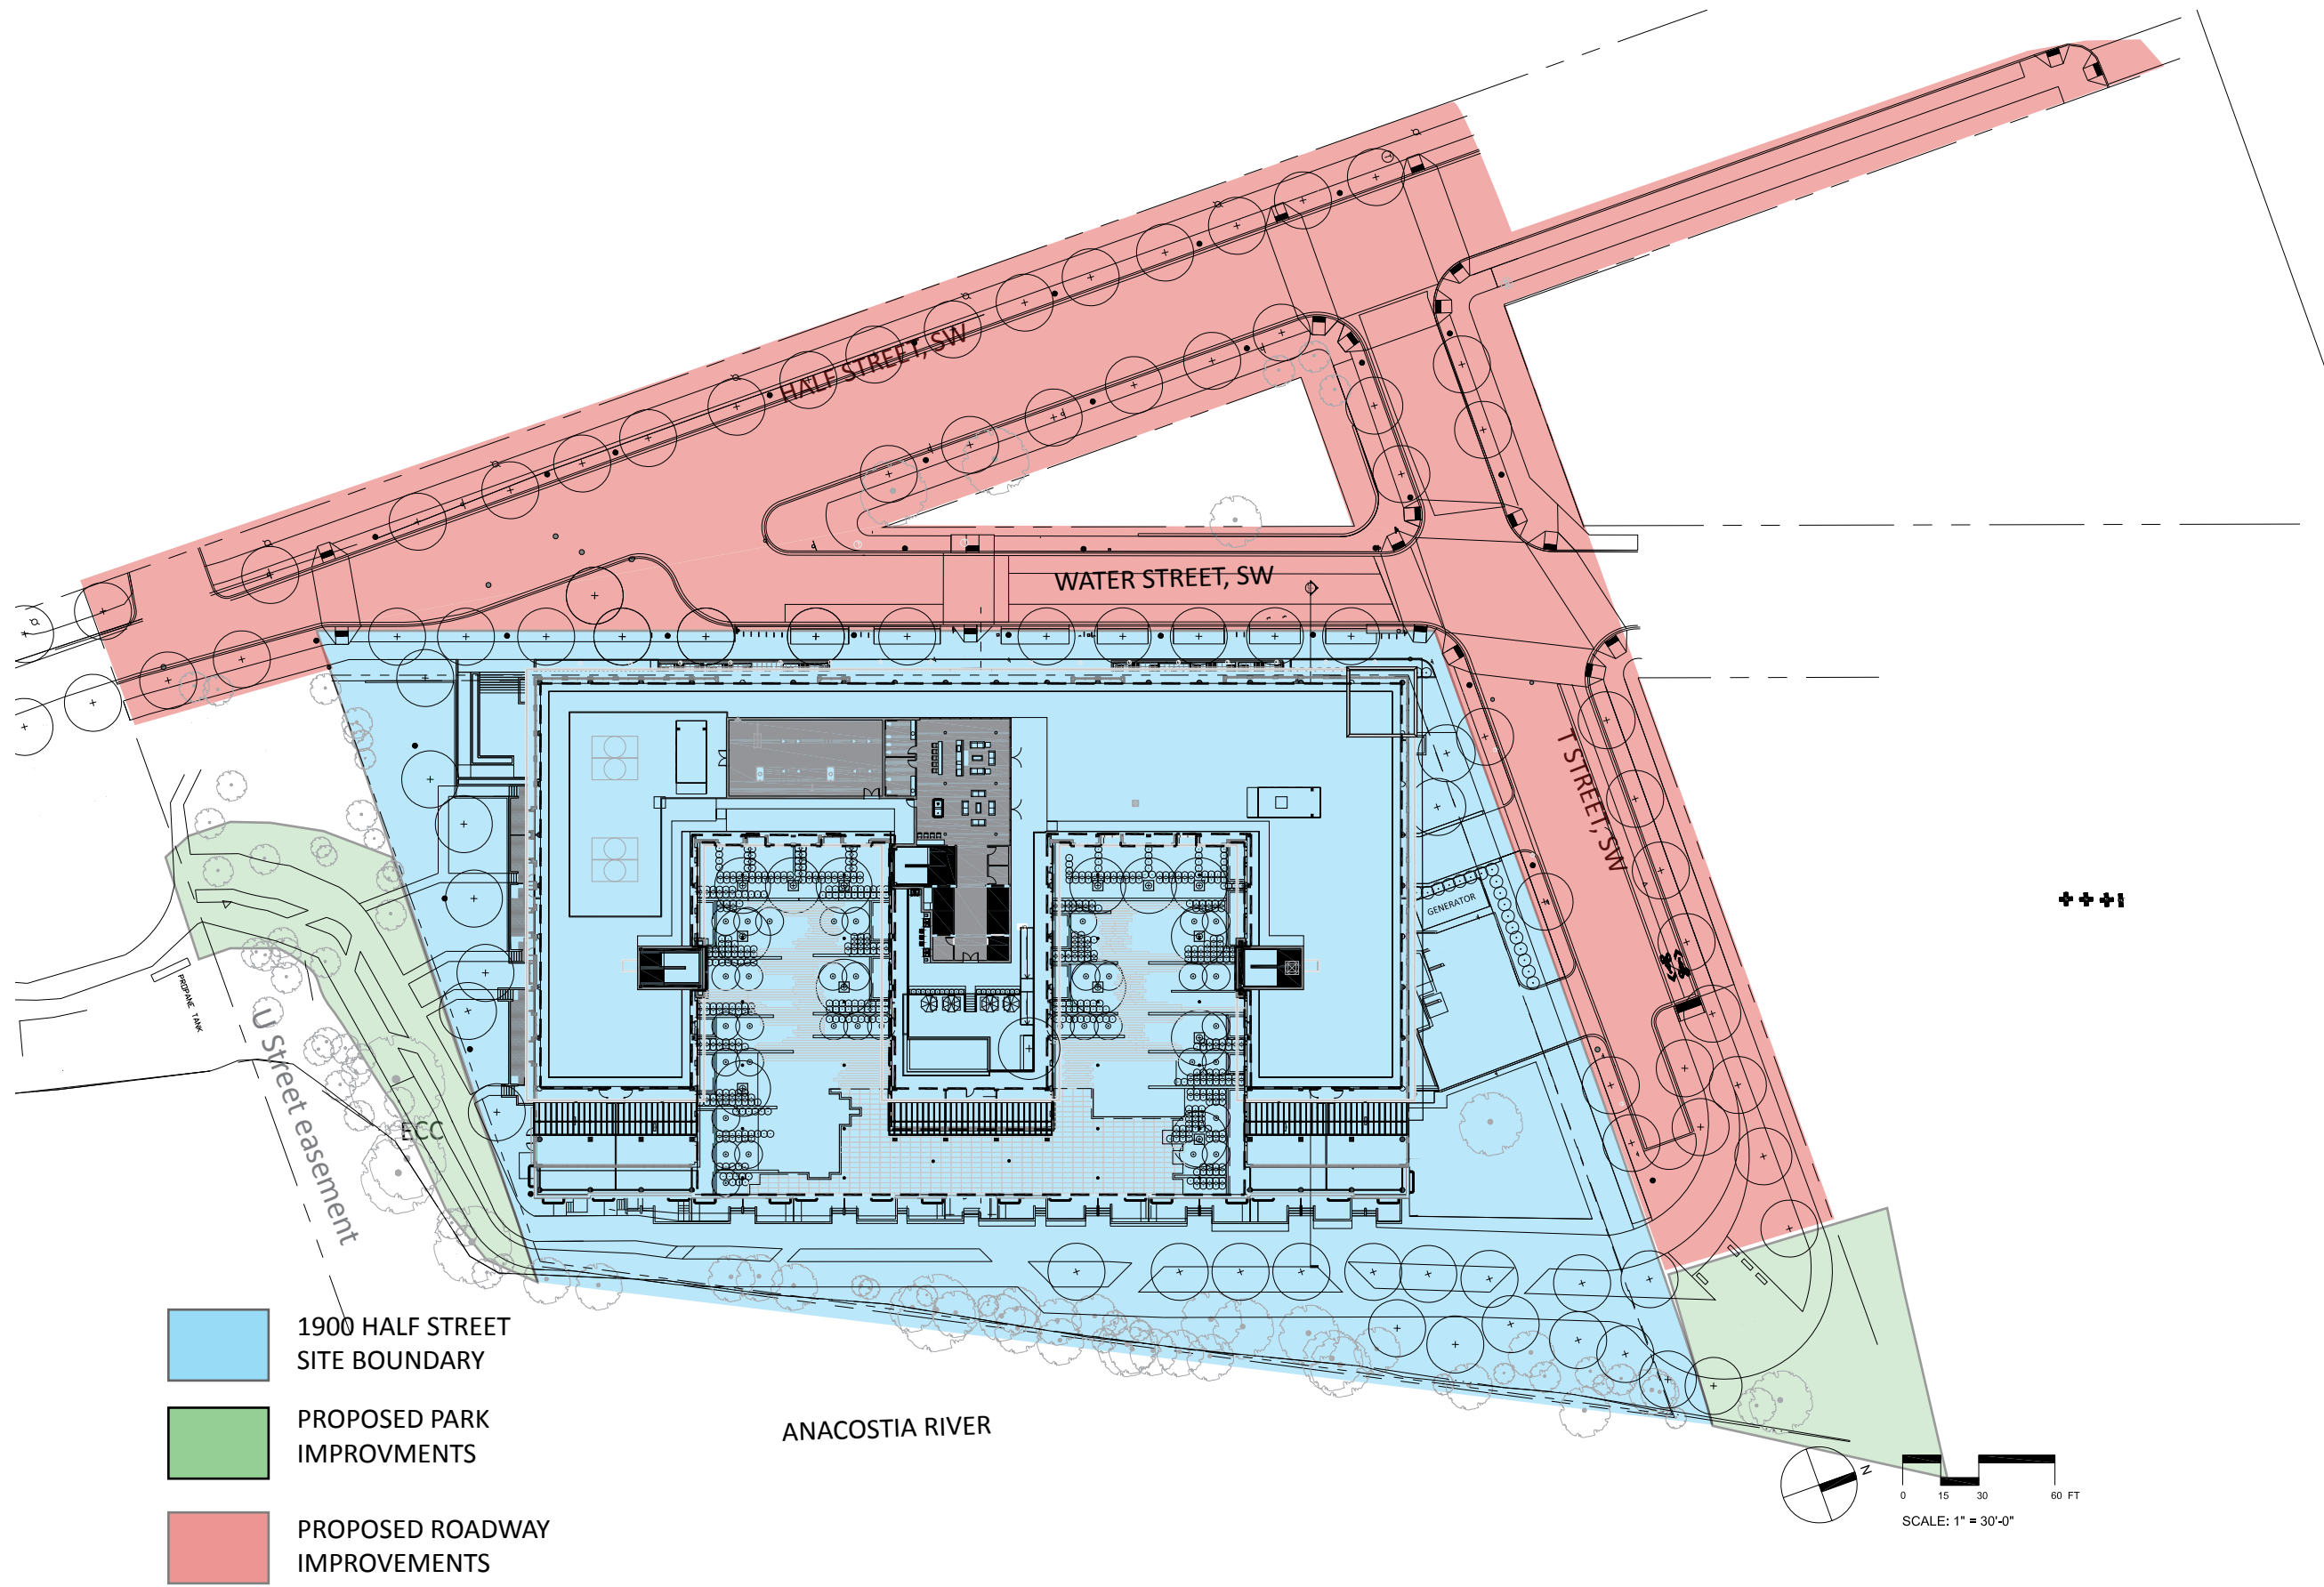 HALF STREET, SW
WATER STREET, SW
T STREET, SW
GENERATOR
PROPANE TANK
U Street easement
ECC
1900 HALF STREET
SITE BOUNDARY
PROPOSED PARK
IMPROVMENTS
PROPOSED ROADWAY
IMPROVEMENTS
ANACOSTIA RIVER
N
0 15 30 60 FT
SCALE: 1" = 30'-0"